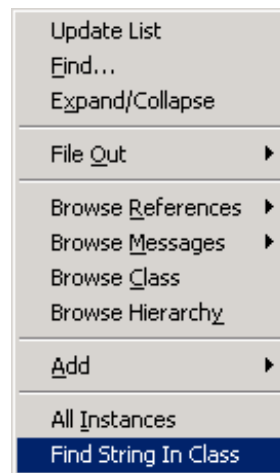 Update List
Find...
Expand/Collapse
File Out
Browse References
Browse Messages
Browse Class
Browse Hierarchy
Add
All Instances
Find String In Class